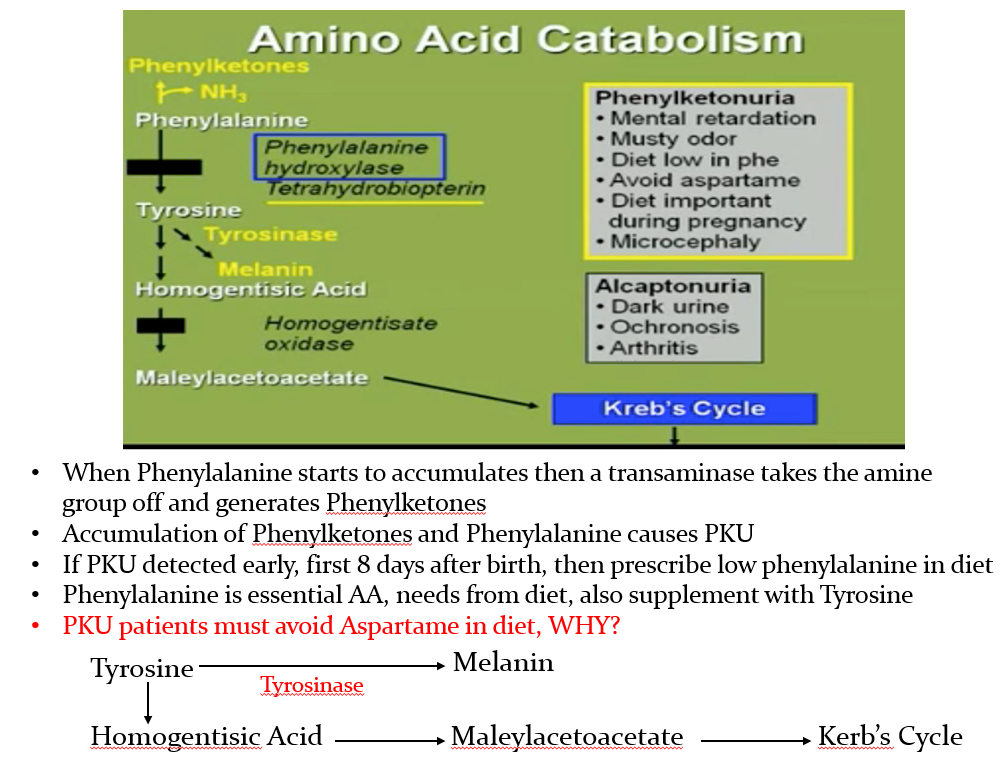 Amino Acid Catabolism
Phenylketones
NH3
Phenylalanine
Phenylalanine
hydroxylase
Tetrahydrobiopterin
Tyrosine
Tyrosinase
Melanin
Homogentisic Acid
Homogentisate
oxidase
Maleylacetoacetate
Phenylketonuria
• Mental retardation
• Musty odor
• Diet low in phe
• Avoid aspartame
• Diet important
during pregnancy
• Microcephaly
Alcaptonuria
• Dark urine
• Ochronosis
• Arthritis
Kreb's Cycle
• When Phenylalanine starts to accumulates then a transaminase takes the amine
group off and generates Phenylketones
• Accumulation of Phenylketones and Phenylalanine causes PKU
• If PKU detected early, first 8 days after birth, then prescribe low phenylalanine in diet
• Phenylalanine is essential AA, needs from diet, also supplement with Tyrosine
• PKU patients must avoid Aspartame in diet, WHY?
Tyrosine
Melanin
Tyrosinase
Homogentisic Acid
Maleylacetoacetate
Kerb's Cycle